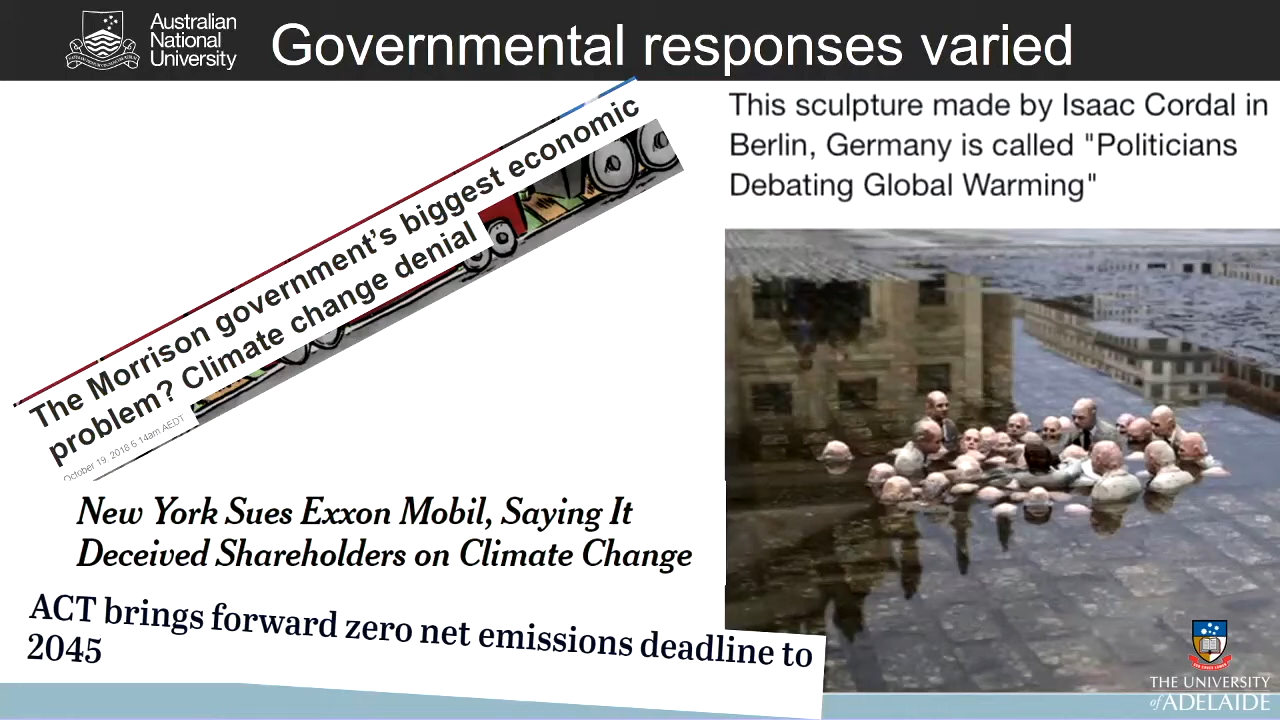 Australian
National
University
Governmental responses varied
The Morrison government's biggest economic
problem? Climate change denial
October 19, 2018 6.14am AEDT
New York Sues Exxon Mobil, Saying It
Deceived Shareholders on Climate Change
ACT brings forward zero net emissions deadline to
2045
This sculpture made by Isaac Cordal in
Berlin, Germany is called "Politicians
Debating Global Warming"
THE UNIVERSITY
of ADELAIDE